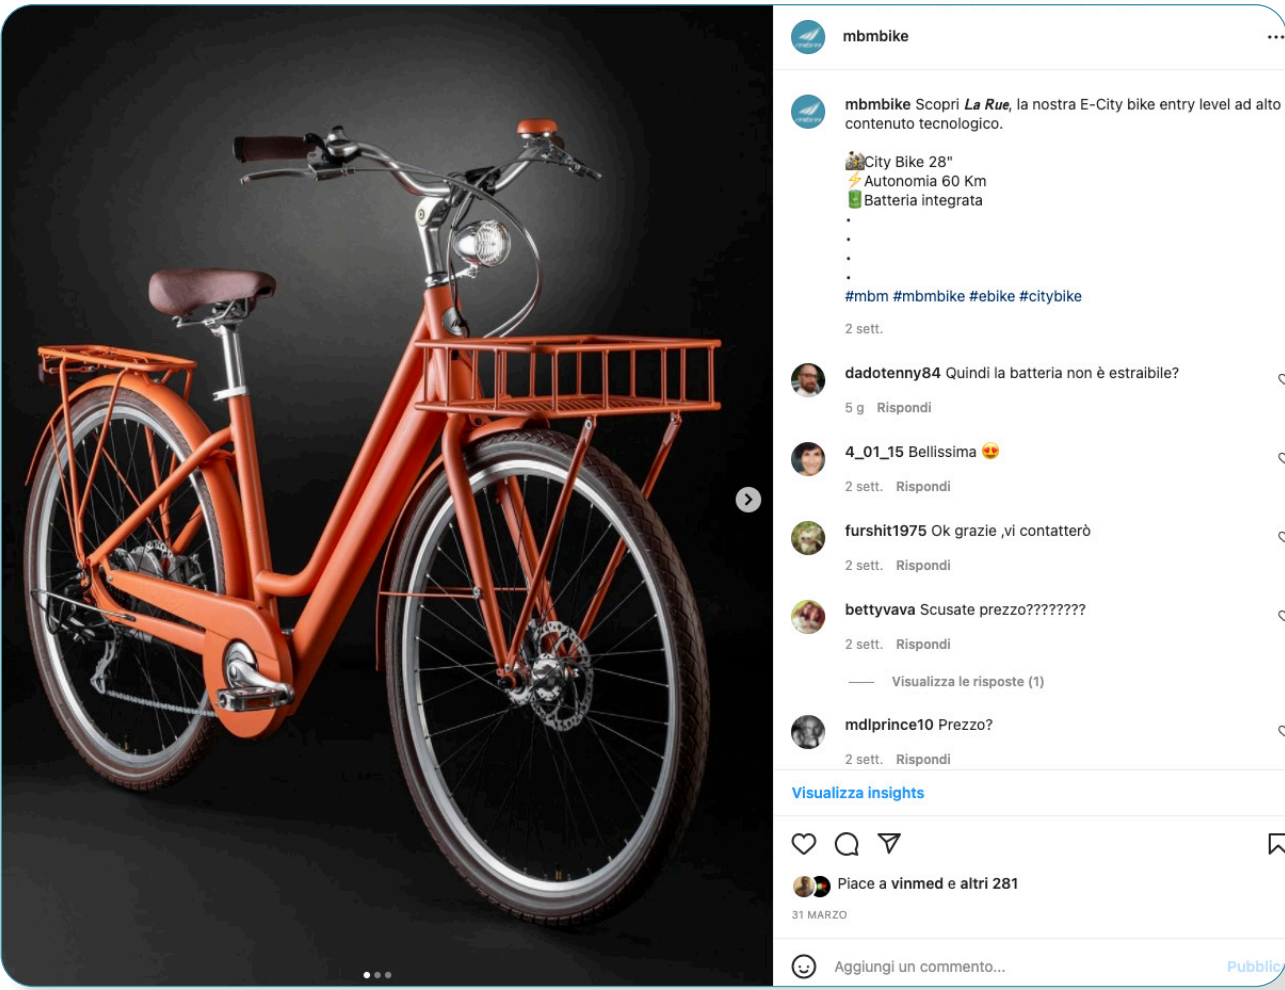 mbmbike
mbmbike Scopri La Rue, la nostra E-City bike entry level ad alto
contenuto tecnologico.
🚲City Bike 28"
⚡Autonomia 60 Km
🔋Batteria integrata
.
.
.
.
#mbm #mbmbike #ebike #citybike
2 sett.
dadotenny84 Quindi la batteria non è estraibile?
5 g Rispondi
4_01_15 Bellissima 😍
2 sett. Rispondi
furshit1975 Ok grazie ,vi contatterò
2 sett. Rispondi
bettyvava Scusate prezzo????????
2 sett. Rispondi
Visualizza le risposte (1)
mdlprince10 Prezzo?
2 sett. Rispondi
Visualizza insights
Piace a vinmed e altri 281
31 MARZO
Aggiungi un commento...
Pubblic